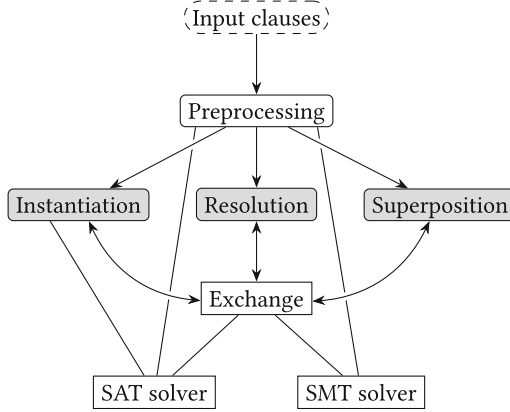 Input clauses
Preprocessing
Instantiation
Resolution
Superposition
Exchange
SAT solver
SMT solver